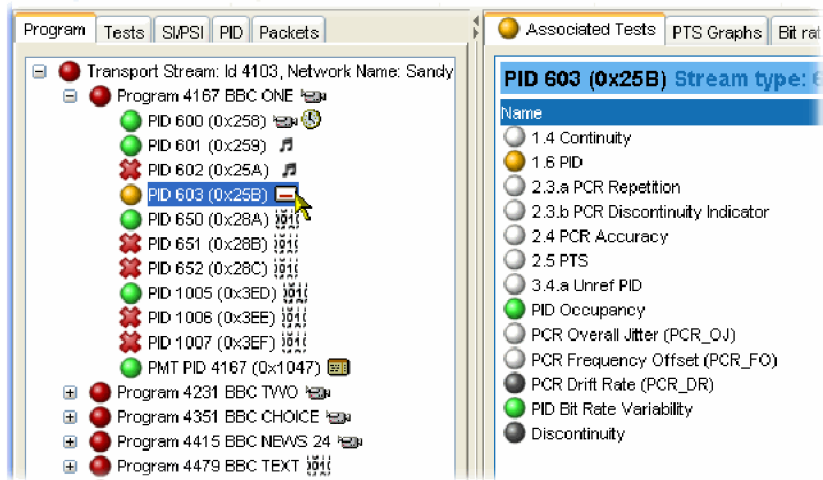 Program Tests SI/PSI PID Packets
Transport Stream: Id 4103, Network Name: Sandy
Program 4167 BBC ONE
PID 600 (0x258)
PID 601 (0x259)
PID 602 (0x25A)
PID 603 (0x25B)
PID 650 (0x28A)
PID 651 (0x28B)
PID 652 (0x28C)
PID 1005 (0x3ED)
PID 1006 (0x3EE)
PID 1007 (0x3EF)
PMT PID 4167 (0x1047)
Program 4231 BBC TWO
Program 4351 BBC CHOICE
Program 4415 BBC NEWS 24
Program 4479 BBC TEXT
Associated Tests PTS Graphs Bit rat
PID 603 (0x25B) Stream type: 6
Name
1.4 Continuity
1.6 PID
2.3.a PCR Repetition
2.3.b PCR Discontinuity Indicator
2.4 PCR Accuracy
2.5 PTS
3.4.a Unref PID
PID Occupancy
PCR Overall Jitter (PCR_OJ)
PCR Frequency Offset (PCR_FO)
PCR Drift Rate (PCR_DR)
PID Bit Rate Variability
Discontinuity